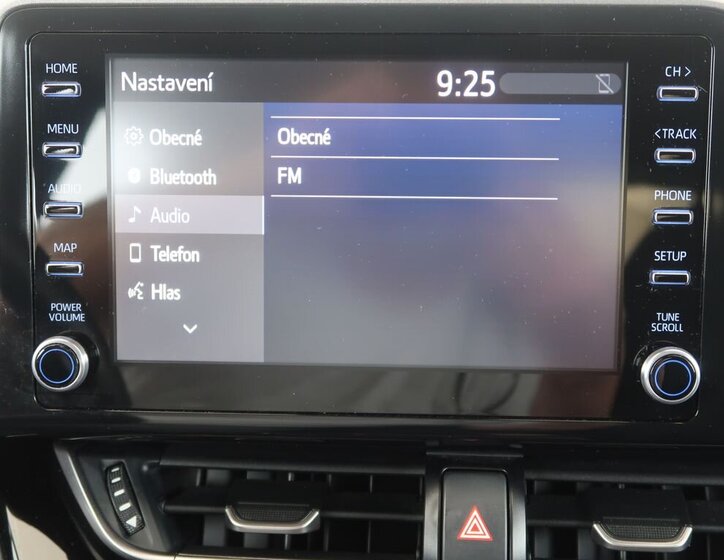 HOME
MENU
AUDIO
MAP
POWER
VOLUME
Nastavení
9:25
Obecné
Bluetooth
Audio
Telefon
Hlas
Obecné
FM
CH >
<TRACK
PHONE
SETUP
TUNE
SCROLL